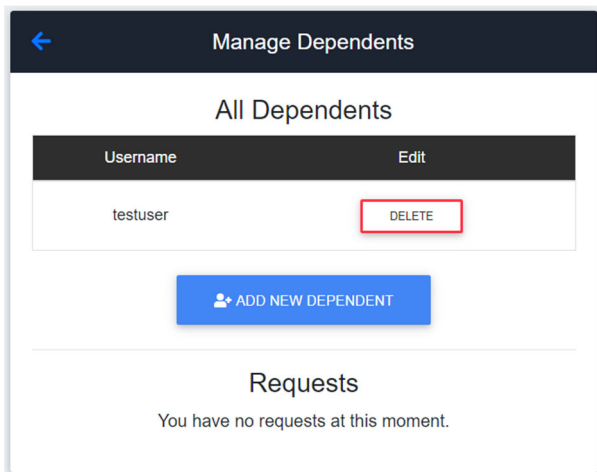 Manage Dependents
All Dependents
Username Edit
testuser DELETE
ADD NEW DEPENDENT
Requests
You have no requests at this moment.